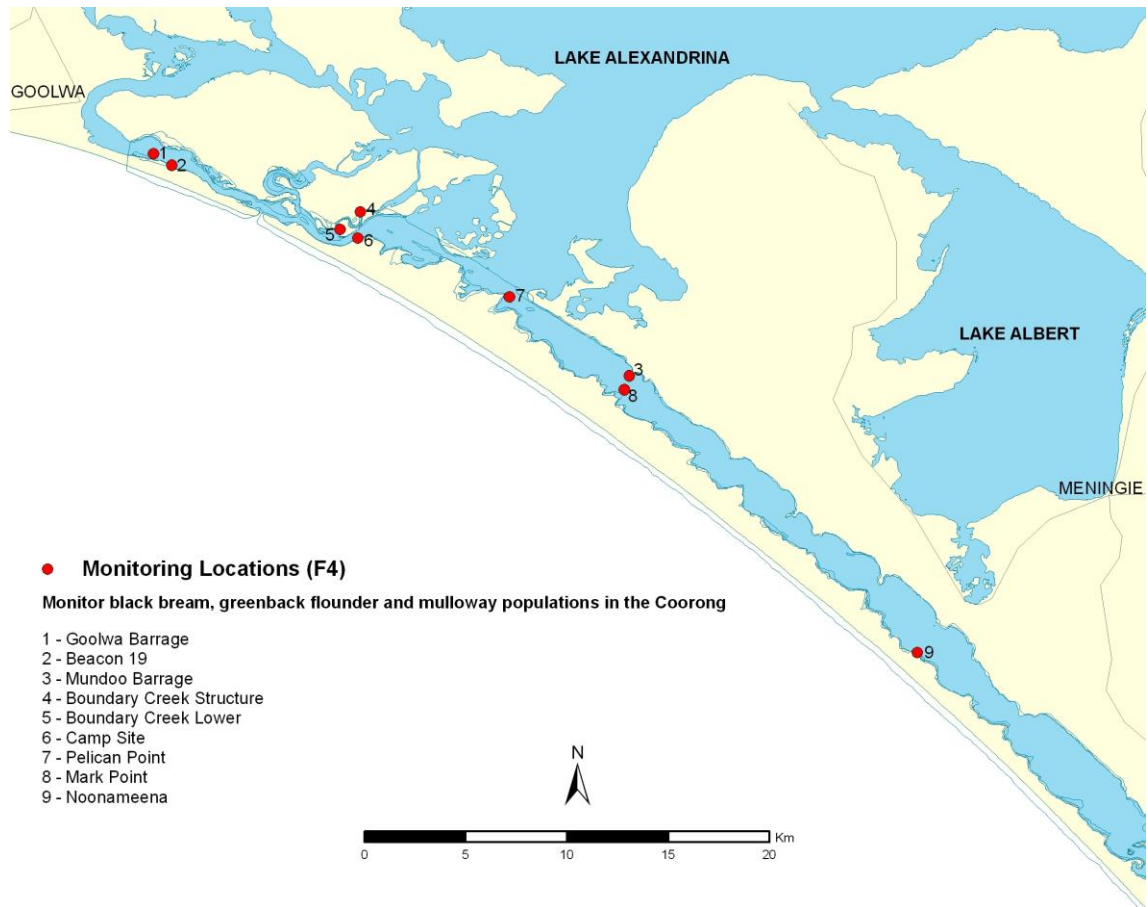 LAKE ALEXANDRINA
GOOLWA
1
2
4
5
6
7
3
8
LAKE ALBERT
MENINGIE
9
Monitoring Locations (F4)
Monitor black bream, greenback flounder and mulloway populations in the Coorong
1 - Goolwa Barrage
2 - Beacon 19
3 - Mundoo Barrage
4 - Boundary Creek Structure
5 - Boundary Creek Lower
6 - Camp Site
7 - Pelican Point
8 - Mark Point
9 - Noonameena
N
Km
0 5 10 15 20